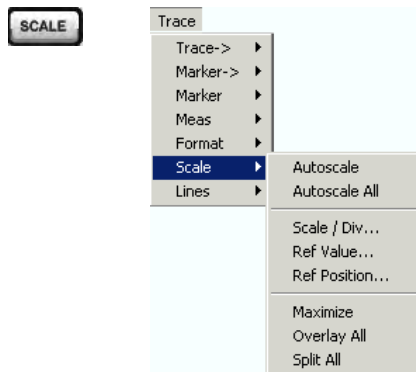 SCALE
Trace
Trace->
Marker->
Marker
Meas
Format
Scale
Lines
Autoscale
Autoscale All
Scale / Div...
Ref Value...
Ref Position...
Maximize
Overlay All
Split All